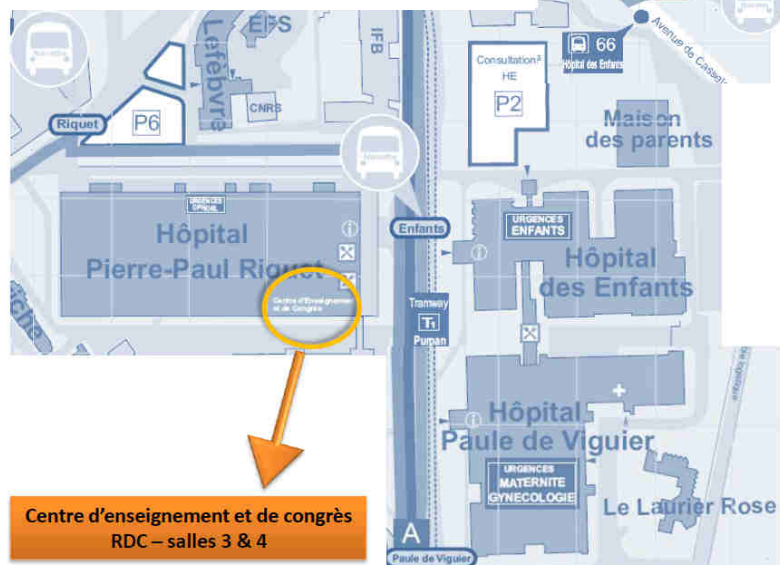 EFS
IFB
Lefebvre
CNRS
Riquet
P6
Consultation
HE
P2
66
Hôpital des Enfants
Avenue de
Maison
des parents
URGENCES
Hôpital
Pierre-Paul Riquet
Centre d'Enseignement
et de Congrès
Enfants
URGENCES
ENFANTS
Hôpital
des Enfants
Tramway
T1
Purpan
Hôpital
Paule de Viguier
URGENCES
MATERNITE
GYNECOLOGIE
Le Laurier Rose
A
Paule de Viguier
Centre d'enseignement et de congrès
RDC – salles 3 & 4